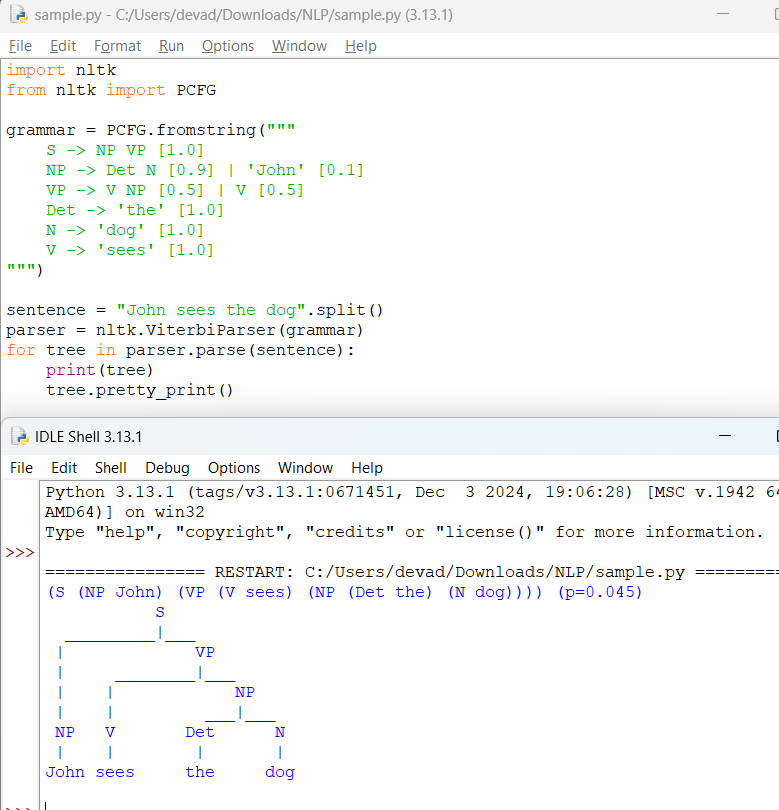 sample.py - C:/Users/devad/Downloads/NLP/sample.py (3.13.1)
File Edit Format Run Options Window Help
import nltk
from nltk import PCFG

grammar = PCFG.fromstring("""
    S -> NP VP [1.0]
    NP -> Det N [0.9] | 'John' [0.1]
    VP -> V NP [0.5] | V [0.5]
    Det -> 'the' [1.0]
    N -> 'dog' [1.0]
    V -> 'sees' [1.0]
""")

sentence = "John sees the dog".split()
parser = nltk.ViterbiParser(grammar)
for tree in parser.parse(sentence):
    print(tree)
    tree.pretty_print()
IDLE Shell 3.13.1
File Edit Shell Debug Options Window Help
Python 3.13.1 (tags/v3.13.1:0671451, Dec  3 2024, 19:06:28) [MSC v.1942 64
AMD64)] on win32
Type "help", "copyright", "credits" or "license()" for more information.
>>>
================ RESTART: C:/Users/devad/Downloads/NLP/sample.py =========
(S (NP John) (VP (V sees) (NP (Det the) (N dog)))) (p=0.045)
           S
  _________|___
 |             VP
 |     ________|___
 |    |            NP
 |    |         ___|___
 NP   V       Det      N
 |    |        |       |
John sees     the     dog
>>>